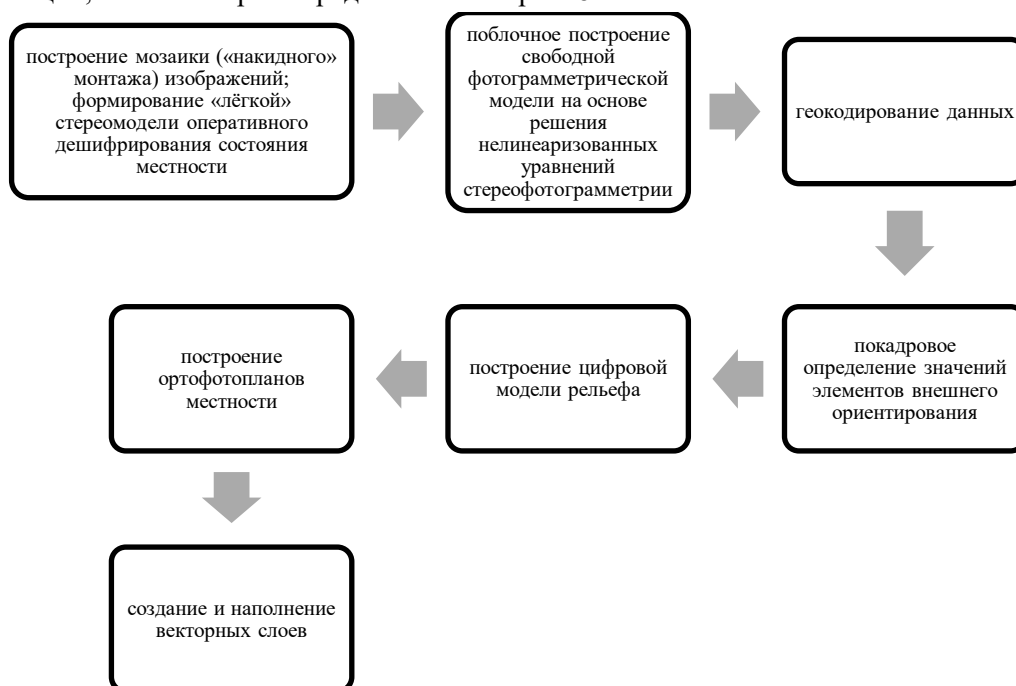 построение мозаики («накидного»
монтажа) изображений;
формирование «лёгкой»
стереомодели оперативного
дешифрирования состояния
местности
поблочное построение
свободной
фотограмметрической
модели на основе
решения
нелинеаризованных
уравнений
стереофотограмметрии
геокодирование данных
покадровое
определение значений
элементов внешнего
ориентирования
построение цифровой
модели рельефа
построение
ортофотопланов
местности
создание и наполнение
векторных слоев